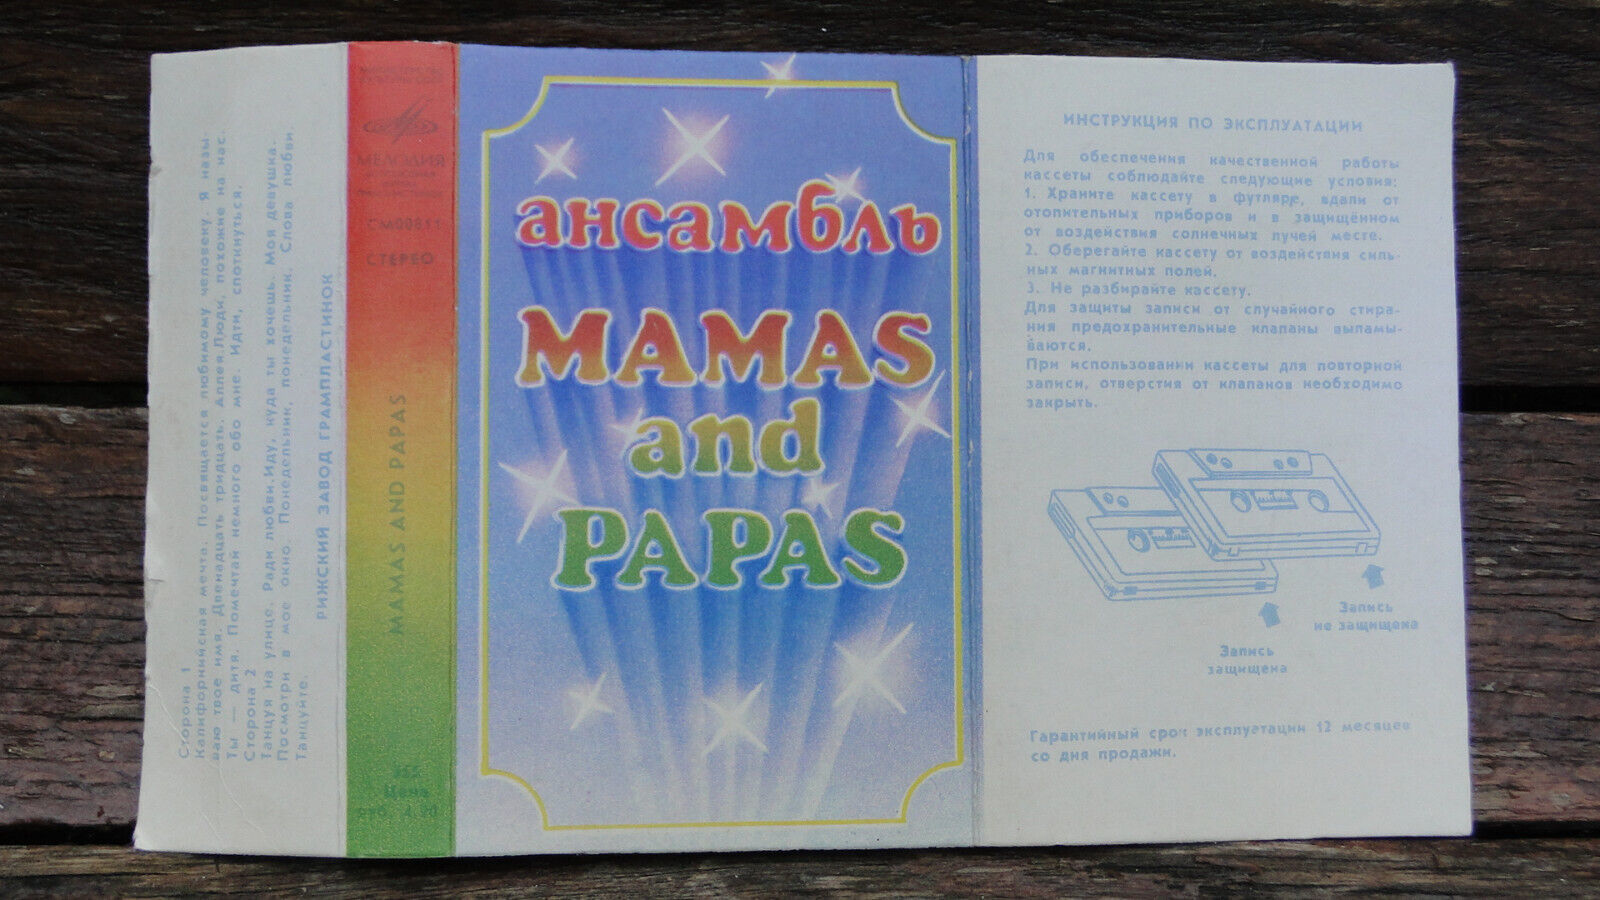 Сторона 1
Калифорнийская мечта. Посвящается любимому человеку. Я назы-
ваю твое имя. Двенадцать тридцать. Аллея. Люди, похожие на нас.
Ты — дитя. Помечтай немного обо мне. Идти, споткнуться.
Сторона 2
Танцуя на улице. Ради любви. Иду, куда ты хочешь. Моя девушка.
Посмотри в мое окно. Понедельник, понедельник. Слова любви.
Танцуйте.
РИЖСКИЙ ЗАВОД ГРАМПЛАСТИНОК
МЕЛОДИЯ
СМ00851
СТЕРЕО
MAMAS AND PAPAS
Цена
ансамбль
MAMAS
and
PAPAS
ИНСТРУКЦИЯ ПО ЭКСПЛУАТАЦИИ
Для обеспечения качественной работы
кассеты соблюдайте следующие условия:
1. Храните кассету в футляре, вдали от
отопительных приборов и в защищённом
от воздействия солнечных лучей месте.
2. Оберегайте кассету от воздействия силь-
ных магнитных полей.
3. Не разбирайте кассету.
Для защиты записи от случайного стира-
ния предохранительные клапаны выламы-
ваются.
При использовании кассеты для повторной
записи, отверстия от клапанов необходимо
закрыть.
Запись
не защищена
Запись
защищена
Гарантийный срок эксплуатации 12 месяцев
со дня продажи.